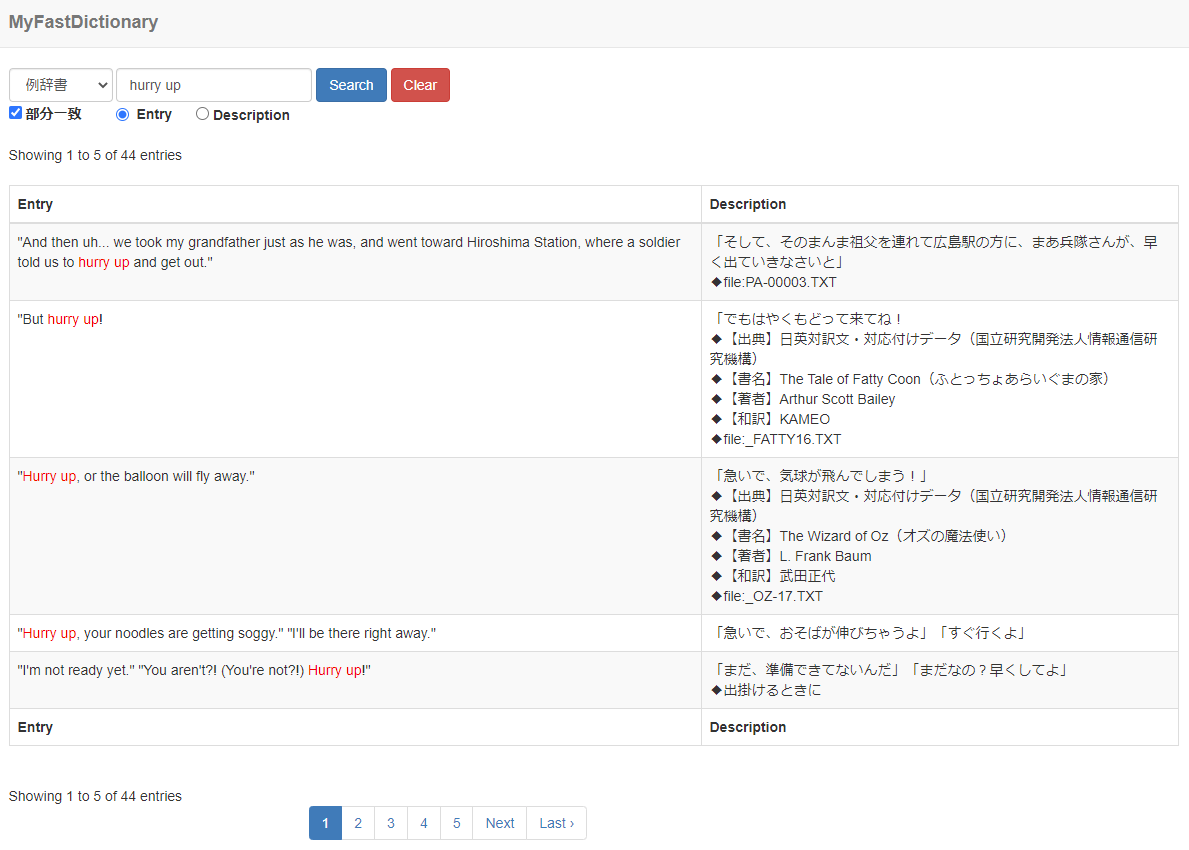 MyFastDictionary
例辞書 hurry up Search Clear
部分一致 Entry Description
Showing 1 to 5 of 44 entries
Entry Description
"And then uh... we took my grandfather just as he was, and went toward Hiroshima Station, where a soldier
told us to hurry up and get out."
「そして、そのまんま祖父を連れて広島駅の方に、まあ兵隊さんが、早
く出ていきなさいと」
◆file:PA-00003.TXT
"But hurry up!
「でもはやくもどって来てね！
◆【出典】日英対訳文・対応付けデータ（国立研究開発法人情報通信研
究機構）
◆【書名】The Tale of Fatty Coon（ふとっちょあらいぐまの家）
◆【著者】Arthur Scott Bailey
◆【和訳】KAMEO
◆file:_FATTY16.TXT
"Hurry up, or the balloon will fly away."
「急いで、気球が飛んでしまう！」
◆【出典】日英対訳文・対応付けデータ（国立研究開発法人情報通信研
究機構）
◆【書名】The Wizard of Oz（オズの魔法使い）
◆【著者】L. Frank Baum
◆【和訳】武田正代
◆file:_OZ-17.TXT
"Hurry up, your noodles are getting soggy." "I'll be there right away."
「急いで、おそばが伸びちゃうよ」「すぐ行くよ」
"I'm not ready yet." "You aren't?! (You're not?!) Hurry up!"
「まだ、準備できてないんだ」「まだなの？早くしてよ」
◆出掛けるときに
Entry Description
Showing 1 to 5 of 44 entries
1 2 3 4 5 Next Last ›